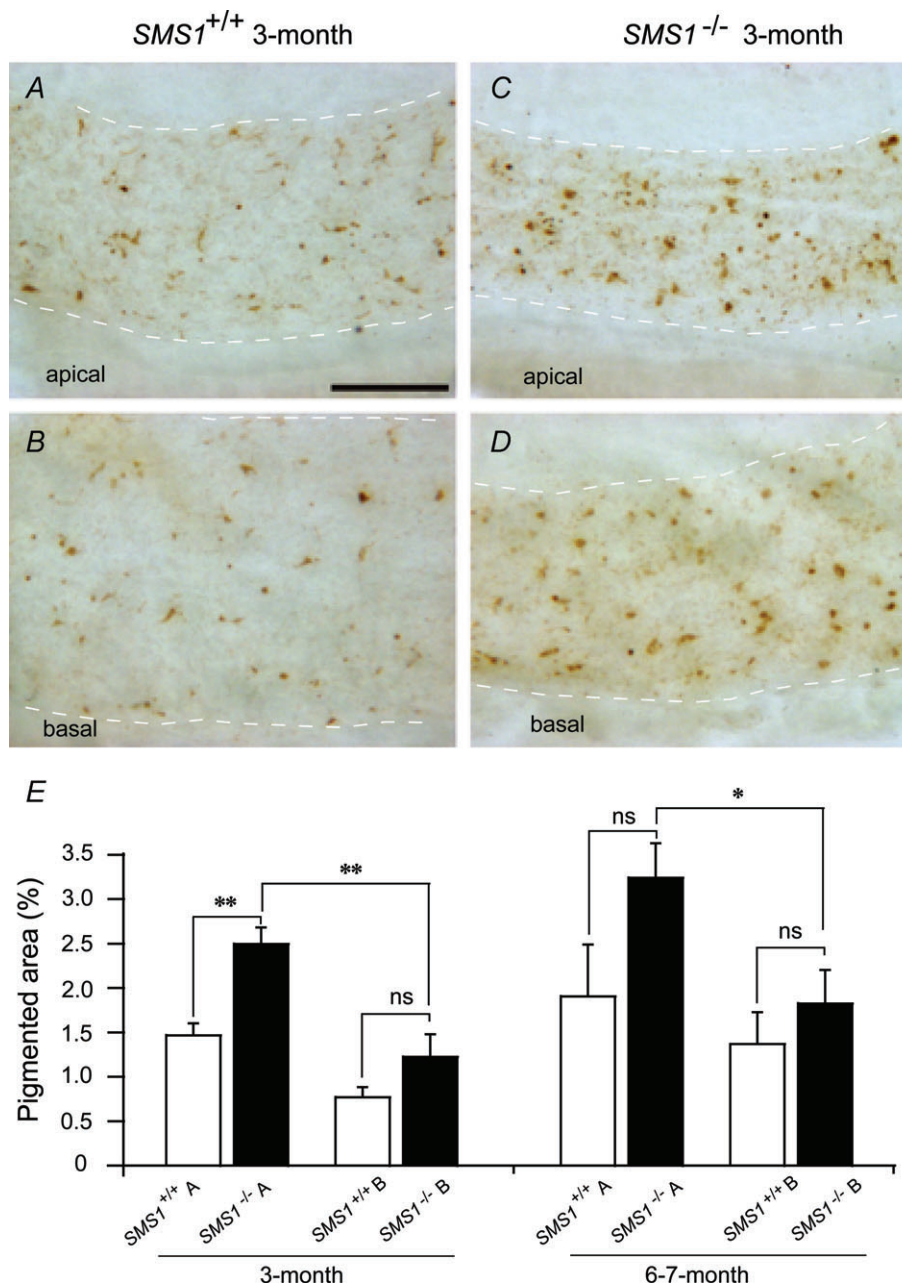 SMS1+/+ 3-month
SMS1-/- 3-month
A
C
apical
apical
B
D
basal
basal
E
Pigmented area (%)
3.5
3.0
2.5
2.0
1.5
1.0
0.5
0
**
**
ns
ns
*
ns
SMS1+/+ A
SMS1-/- A
SMS1+/+ B
SMS1-/- B
SMS1+/+ A
SMS1-/- A
SMS1+/+ B
SMS1-/- B
3-month
6-7-month